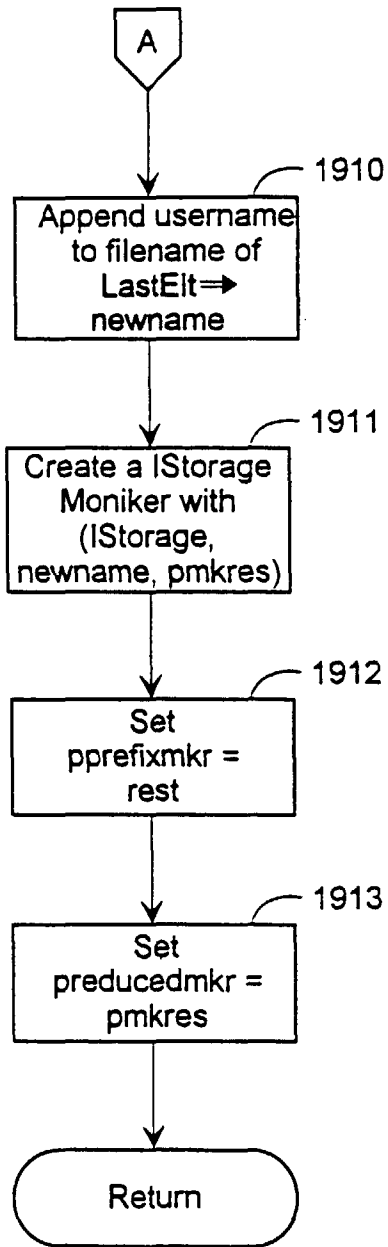 A
1910
Append username
to filename of
LastElt⇒
newname
1911
Create a IStorage
Moniker with
(IStorage,
newname, pmkres)
1912
Set
pprefixmkr =
rest
1913
Set
preducedmkr =
pmkres
Return